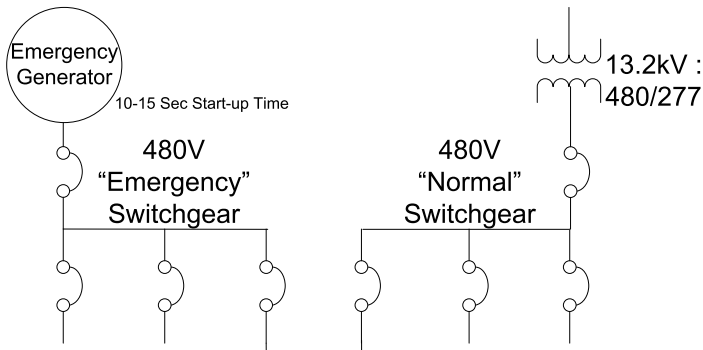 Emergency
Generator
10-15 Sec Start-up Time
480V
“Emergency”
Switchgear
480V
“Normal”
Switchgear
13.2kV :
480/277